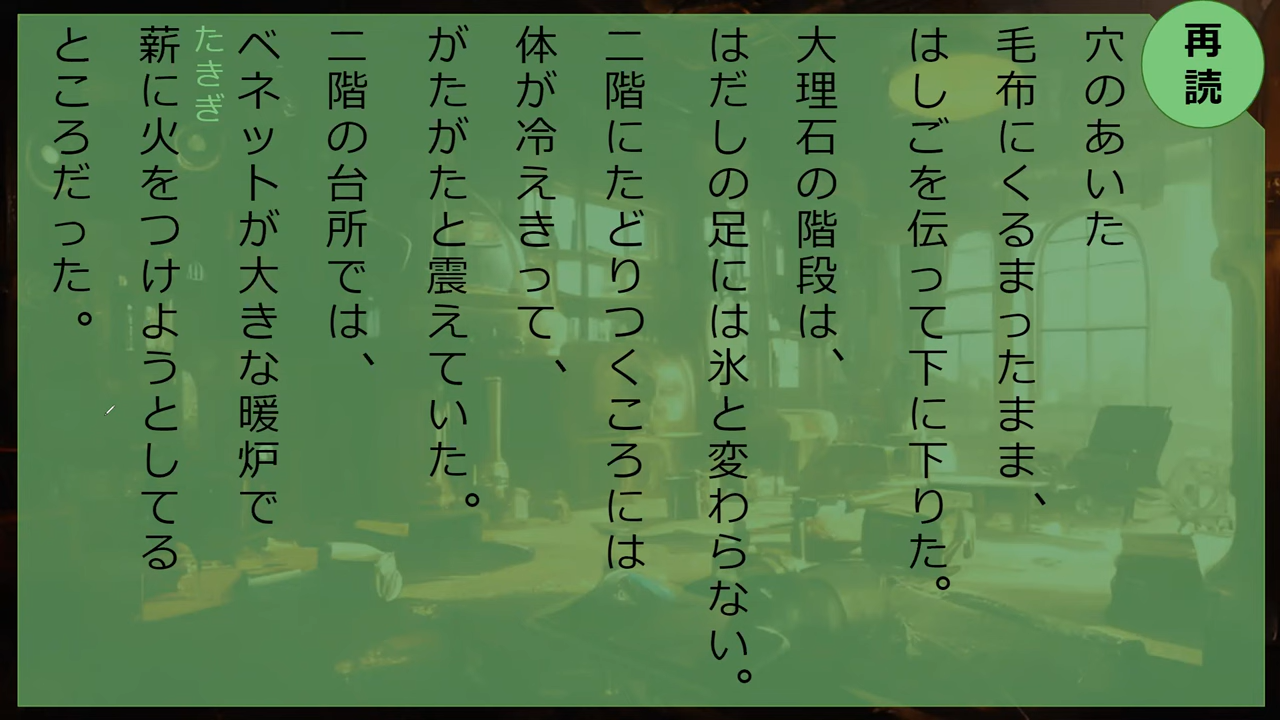 再読
穴のあいた
毛布にくるまったまま、
はしごを伝って下に下りた。
大理石の階段は、
はだしの足には氷と変わらない。
二階にたどりつくころには
体が冷えきって、
がたがたと震えていた。
二階の台所では、
ベネットが大きな暖炉で
たきぎ
薪に火をつけようとしてる
ところだった。